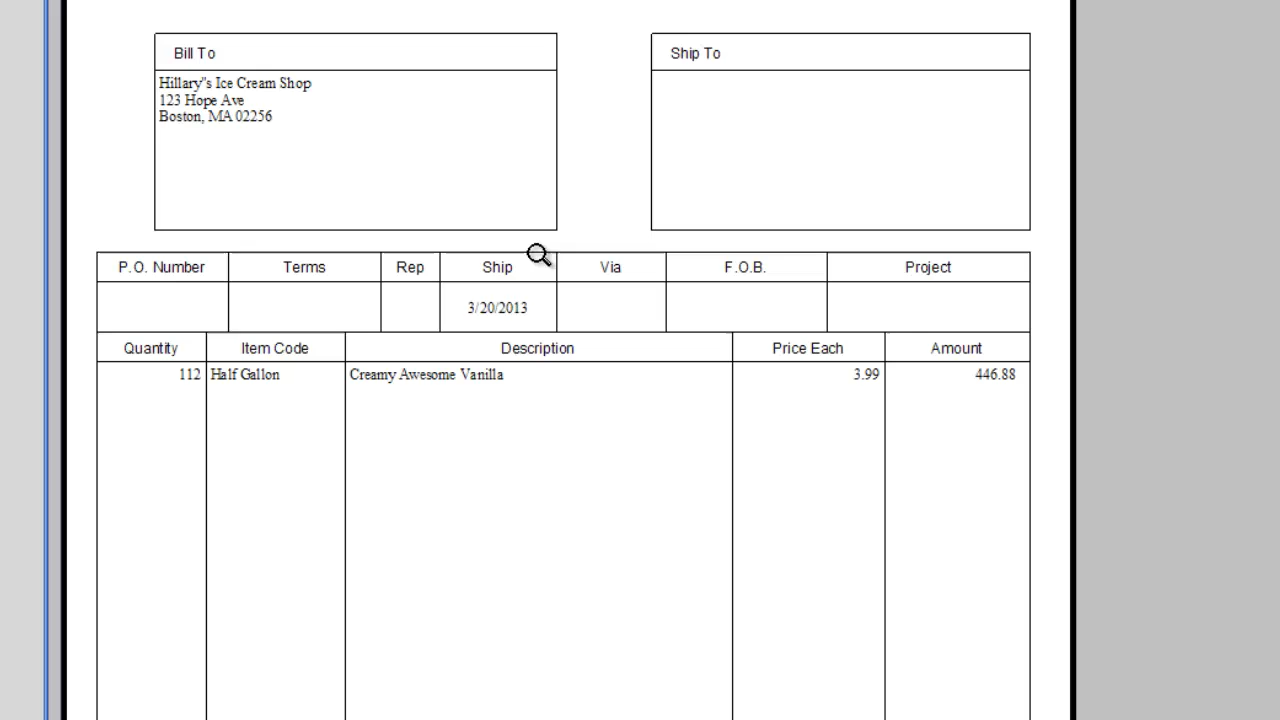 Bill To
Ship To
Hillary"s Ice Cream Shop
123 Hope Ave
Boston, MA 02256
P.O. Number Terms Rep Ship Via F.O.B. Project
3/20/2013
Quantity Item Code Description Price Each Amount
112 Half Gallon Creamy Awesome Vanilla 3.99 446.88